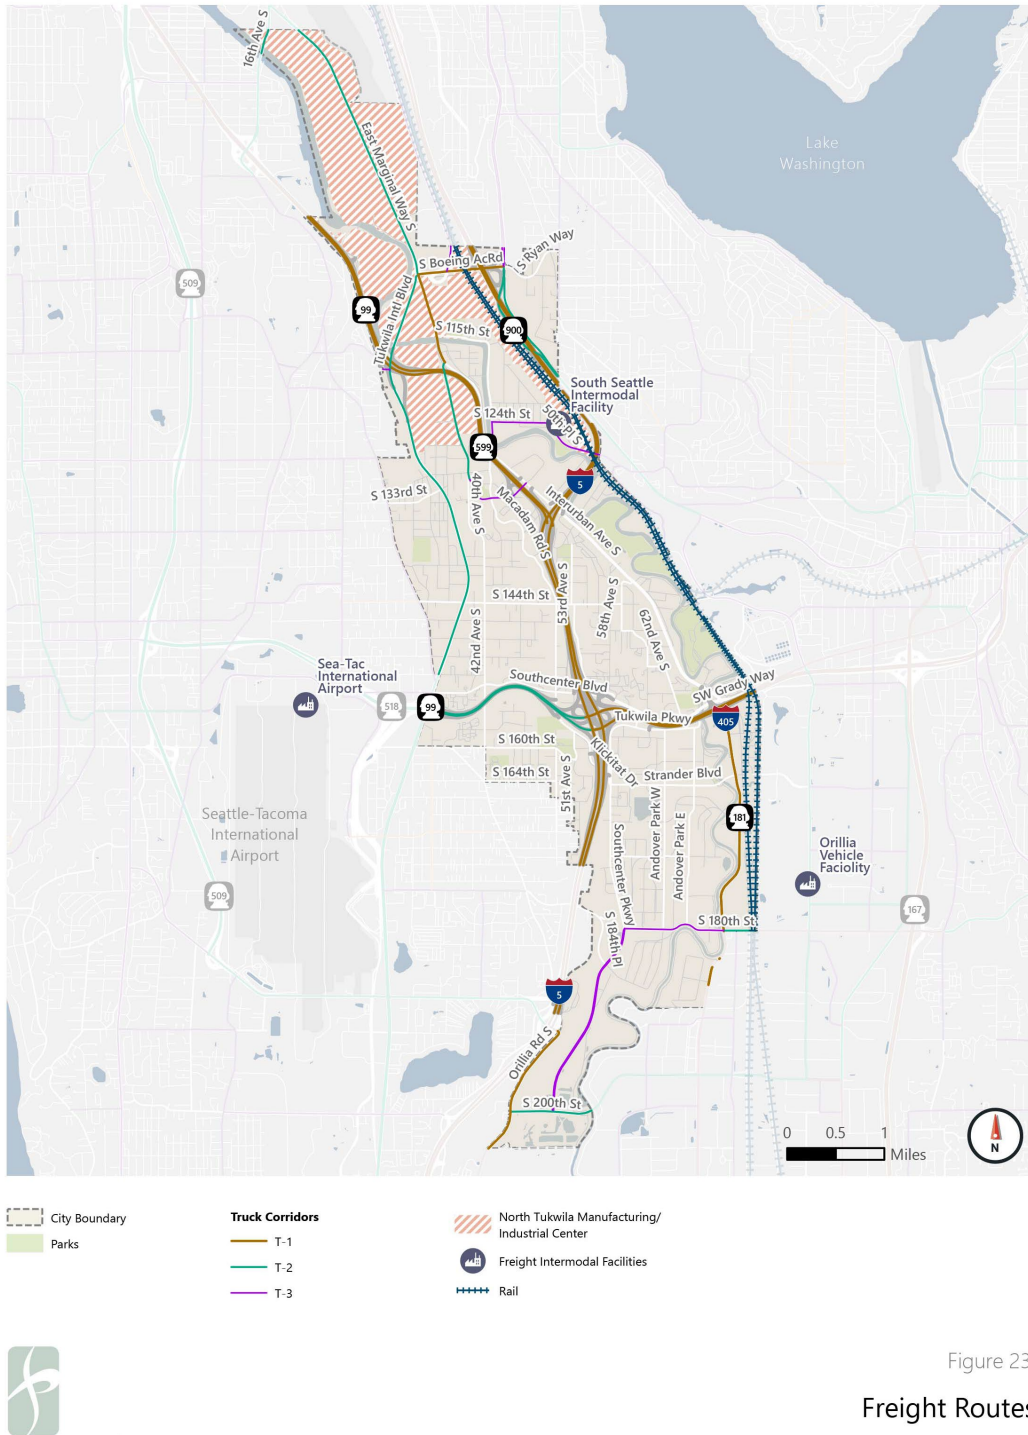 16th Ave S
East Marginal Way S
Lake
Washington
S Boeing AcRd
S Ryan Way
509
99
Tukwila Intl Blvd
900
S 115th St
South Seattle
Intermodal
Facility
S 124th St
50th Pl S
599
5
S 133rd St
40th Ave S
Macadam Rd S
Interurban Ave S
S 144th St
53rd Ave S
58th Ave S
62nd Ave S
42nd Ave S
Sea-Tac
International
Airport
518
99
Southcenter Blvd
SW Grady Way
Tukwila Pkwy
405
S 160th St
Klickitat Dr
S 164th St
51st Ave S
Strander Blvd
Andover Park W
Andover Park E
181
Seattle-Tacoma
International
Airport
Southcenter Pkwy
Orillia
Vehicle
Faciolity
509
167
S 180th St
S 184th Pl
5
Orillia Rd S
S 200th St
0 0.5 1
Miles
N
City Boundary
Parks
Truck Corridors
T-1
T-2
T-3
North Tukwila Manufacturing/
Industrial Center
Freight Intermodal Facilities
Rail
Figure 23
Freight Routes